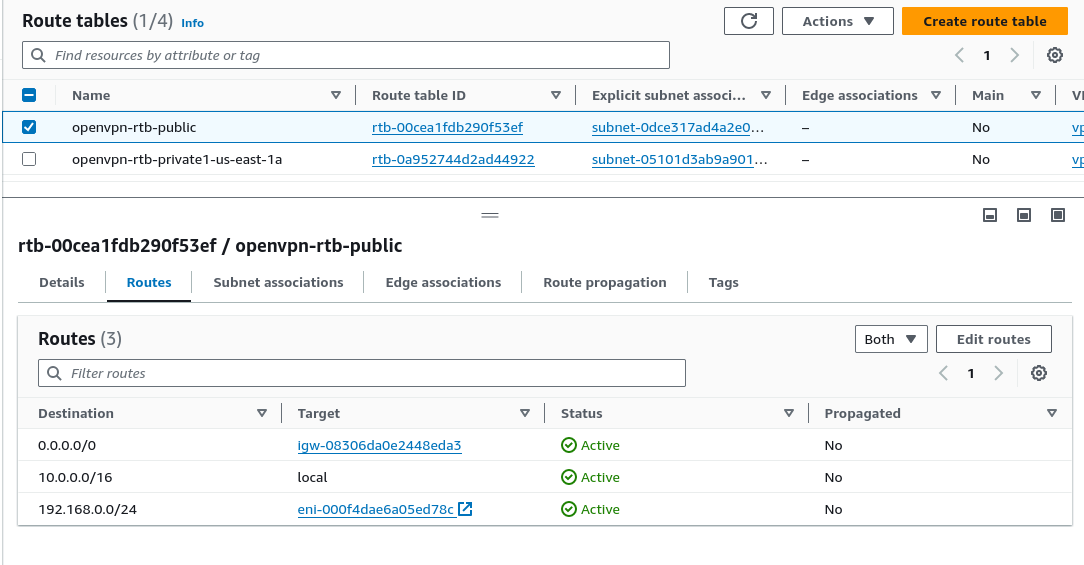 Route tables (1/4) Info
Actions
Create route table
Find resources by attribute or tag
1
Name Route table ID Explicit subnet associ... Edge associations Main
openvpn-rtb-public rtb-00cea1fdb290f53ef subnet-0dce317ad4a2e0... – No
openvpn-rtb-private1-us-east-1a rtb-0a952744d2ad44922 subnet-05101d3ab9a901... – No
rtb-00cea1fdb290f53ef / openvpn-rtb-public
Details Routes Subnet associations Edge associations Route propagation Tags
Routes (3)
Both
Edit routes
Filter routes
1
Destination Target Status Propagated
0.0.0.0/0 igw-08306da0e2448eda3 Active No
10.0.0.0/16 local Active No
192.168.0.0/24 eni-000f4dae6a05ed78c Active No